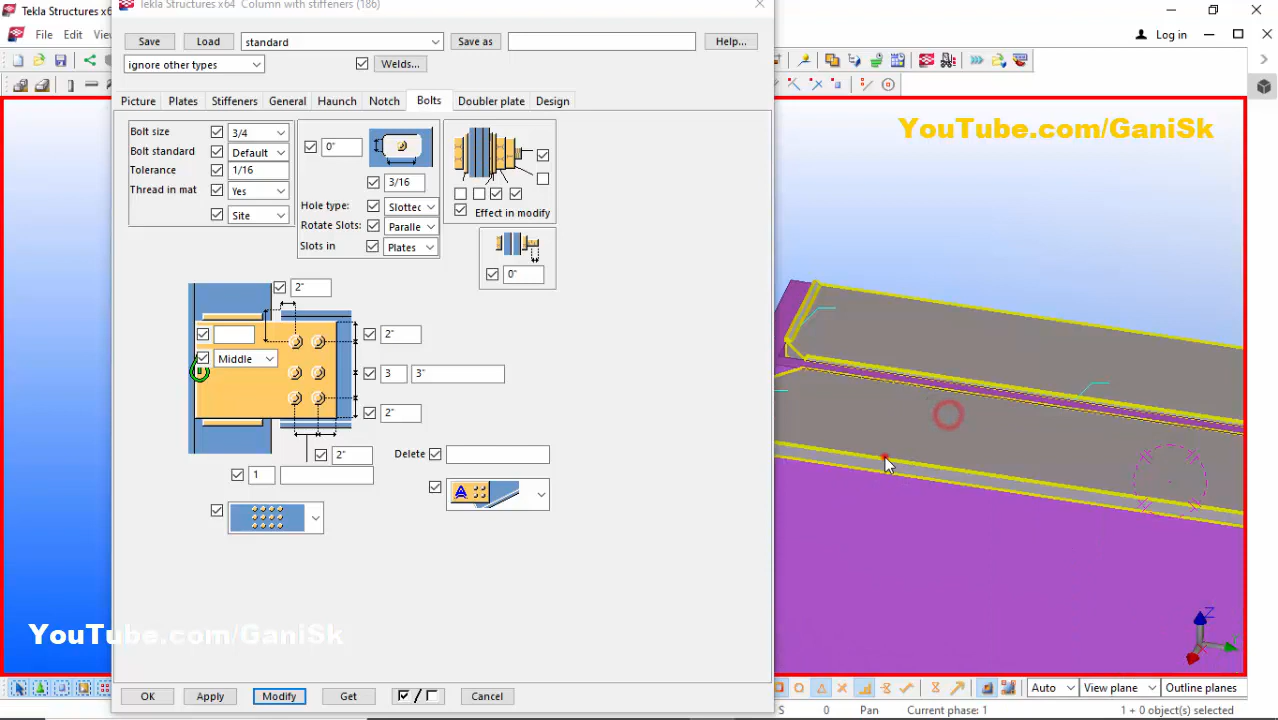 Tekla Structures x64
Tekla Structures x64 Column with stiffeners (186)
File Edit
Log in
Save Load standard Save as Help...
ignore other types Welds...
Picture Plates Stiffeners General Haunch Notch Bolts Doubler plate Design
YouTube.com/GaniSk
Bolt size 3/4
Bolt standard Default
Tolerance 1/16
Thread in mat Yes
Site
0"
3/16
Hole type: Slotted
Rotate Slots: Paralle
Slots in Plates
Effect in modify
0"
2"
2"
Middle
3 3"
2"
2"
1
Delete
A
Z
YouTube.com/GaniSk
OK Apply Modify Get / Cancel
Auto View plane Outline planes
S 0 Pan Current phase: 1 1 + 0 object(s) selected